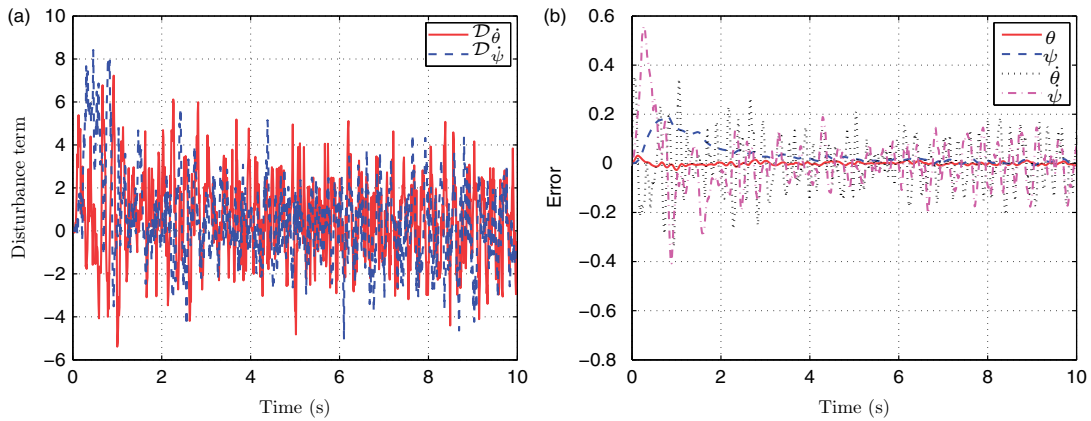 (a)
Disturbance term
10
8
6
4
2
0
−2
−4
−6
0 2 4 6 8 10
Time (s)
𝒟_θ̇
𝒟_ψ̇
(b)
Error
0.6
0.4
0.2
0
−0.2
−0.4
−0.6
−0.8
0 2 4 6 8 10
Time (s)
θ
ψ
θ̇
ψ̇